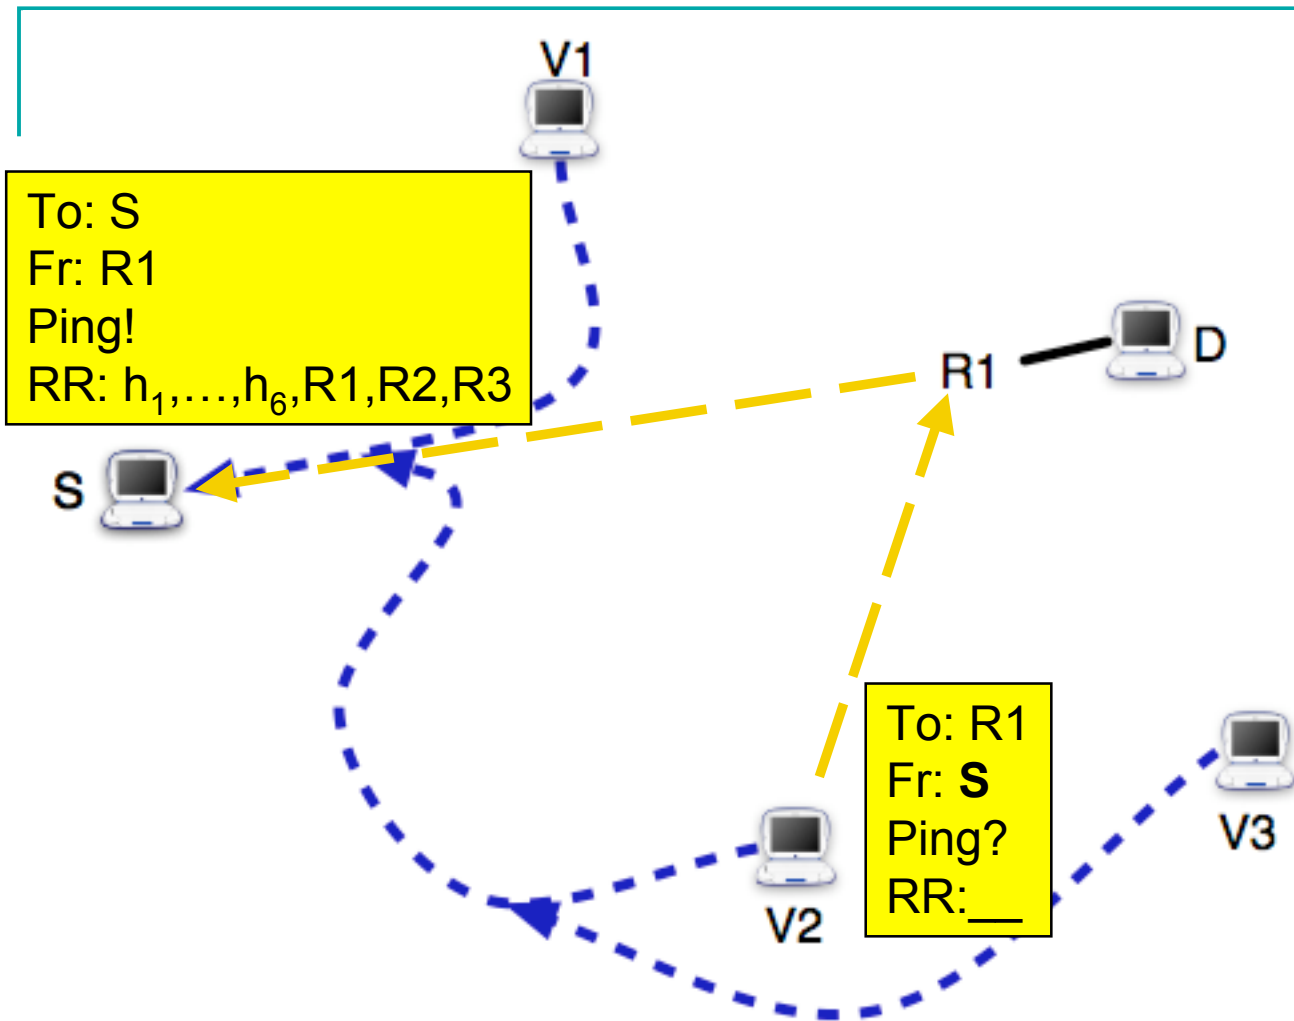 V1
To: S
Fr: R1
Ping!
RR: h₁,…,h₆,R1,R2,R3
D
R1
S
To: R1
Fr: S
Ping?
RR:__
V3
V2